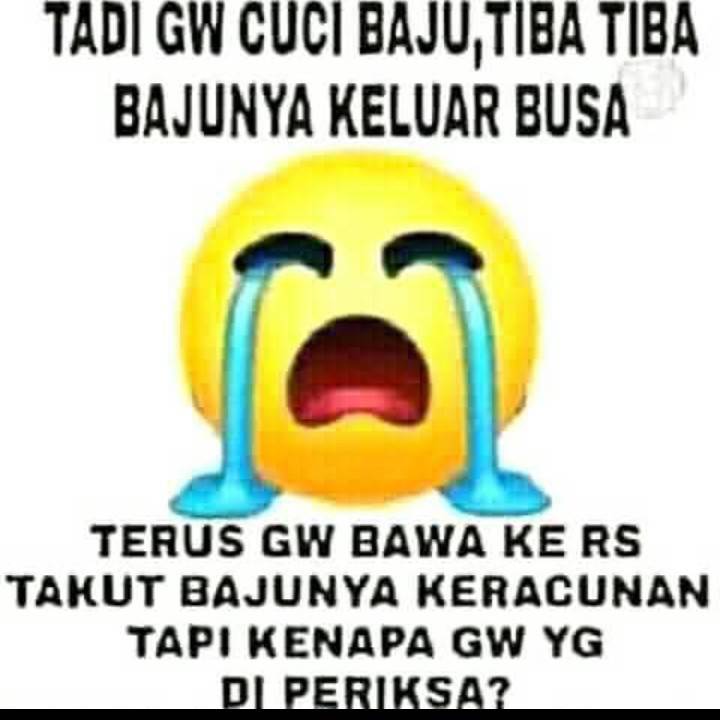 TADI GW CUCI BAJU,TIBA TIBA
BAJUNYA KELUAR BUSA
TERUS GW BAWA KE RS
TAKUT BAJUNYA KERACUNAN
TAPI KENAPA GW YG
DI PERIKSA?